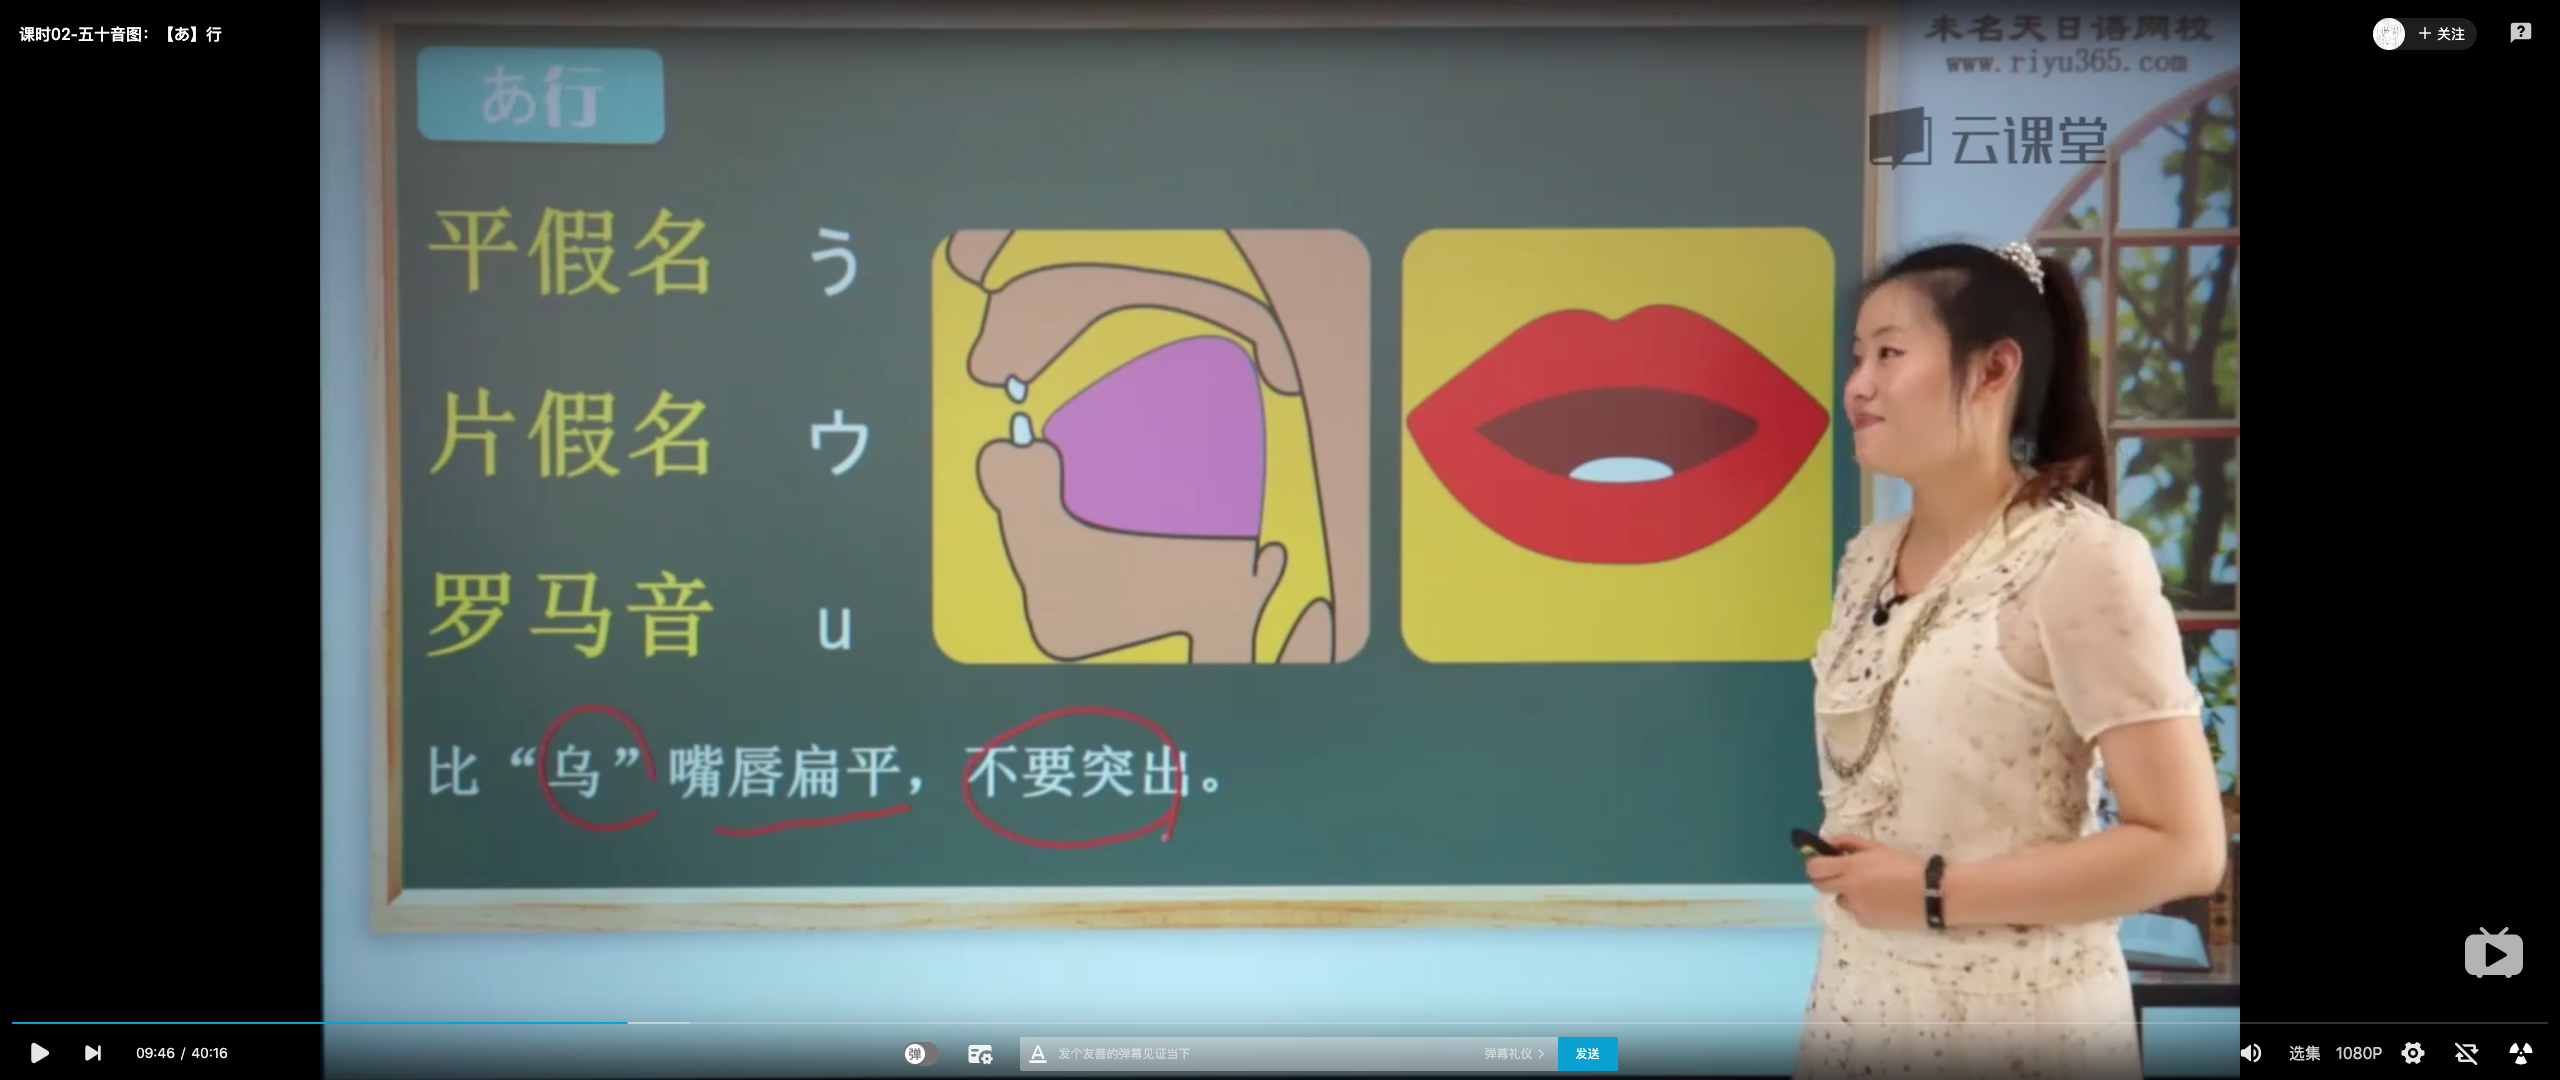 课时02-五十音图：【あ】行
＋ 关注
未名天日语网校
www.riyu365.com
云课堂
あ行
平假名 う
片假名 ウ
罗马音 u
比“乌”嘴唇扁平，不要突出。
09:46 / 40:16
弹
A 发个友善的弹幕见证当下
弹幕礼仪 >
发送
选集
1080P